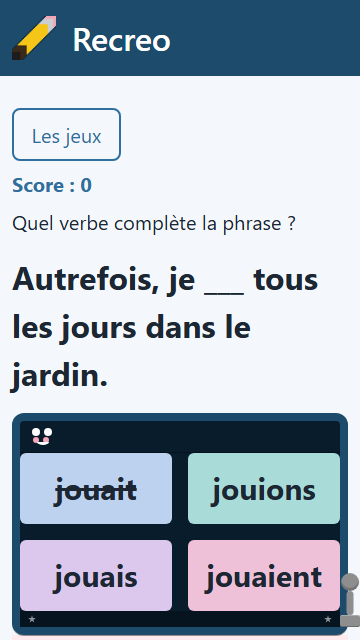 Recreo
Les jeux
Score : 0
Quel verbe complète la phrase ?
Autrefois, je ___ tous
les jours dans le
jardin.
jouait
jouions
jouais
jouaient